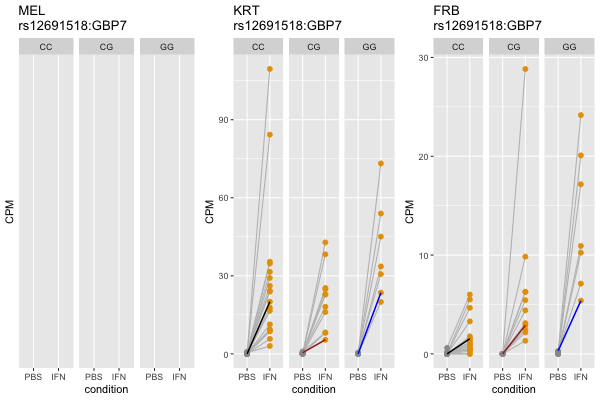 MEL
rs12691518:GBP7
CC CG GG
CPM
PBS IFN PBS IFN PBS IFN
condition
KRT
rs12691518:GBP7
CC CG GG
90
60
30
0
CPM
PBS IFN PBS IFN PBS IFN
condition
FRB
rs12691518:GBP7
CC CG GG
30
20
10
0
CPM
PBS IFN PBS IFN PBS IFN
condition